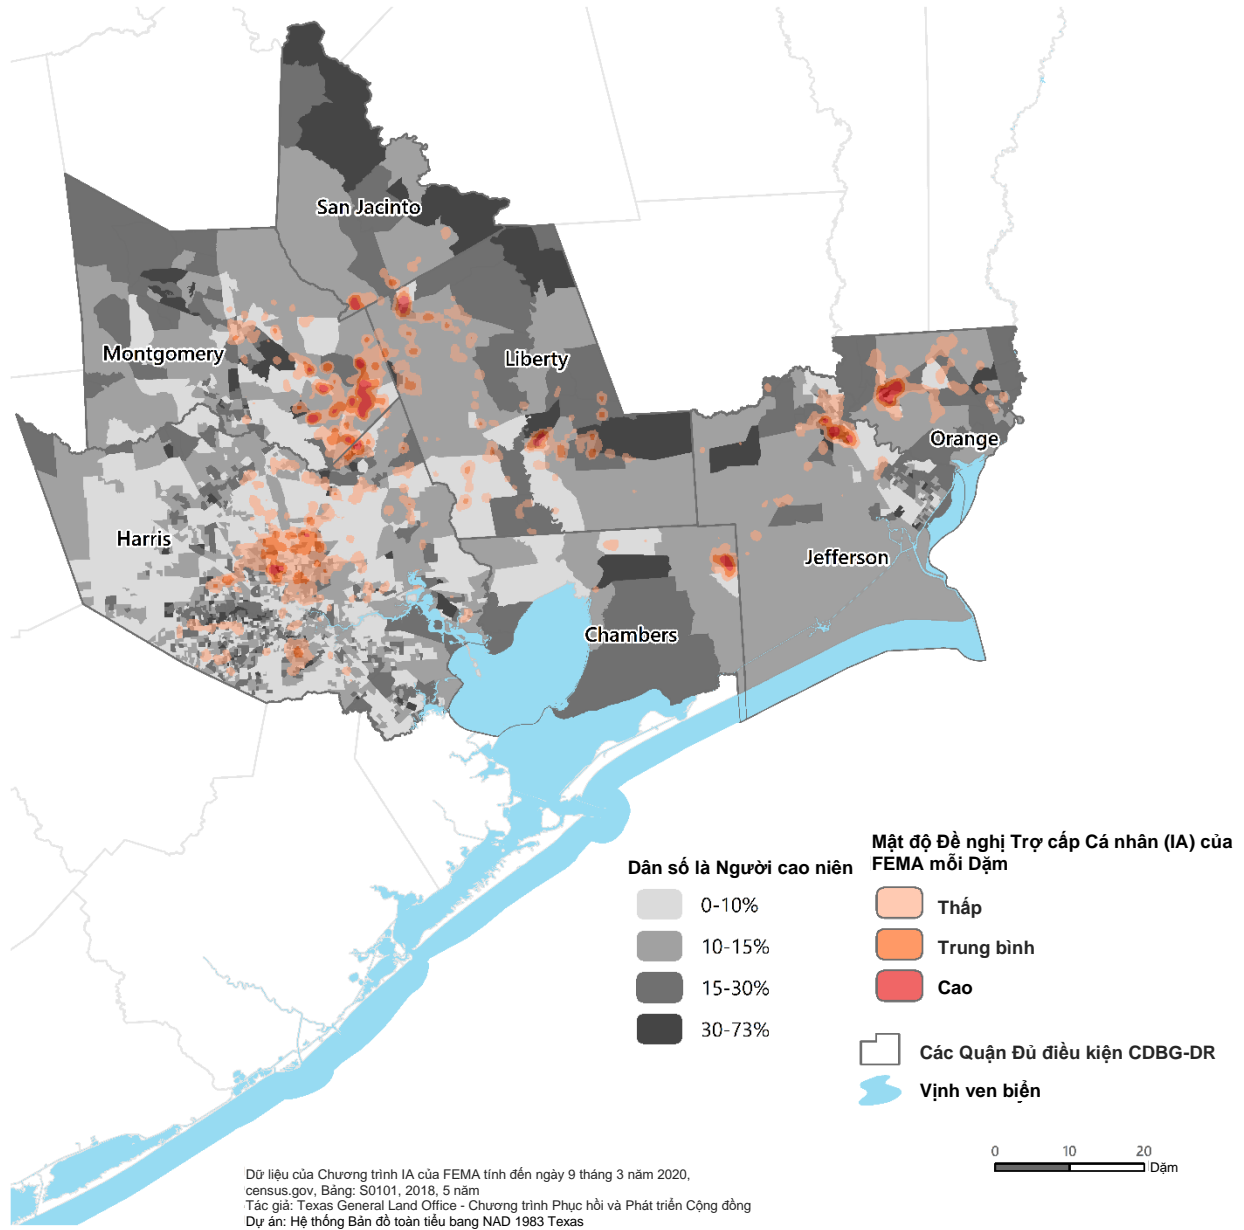 San Jacinto
Montgomery
Liberty
Orange
Harris
Jefferson
Chambers
Dân số là Người cao niên
0-10%
10-15%
15-30%
30-73%
Mật độ Đề nghị Trợ cấp Cá nhân (IA) của
FEMA mỗi Dặm
Thấp
Trung bình
Cao
Các Quận Đủ điều kiện CDBG-DR
Vịnh ven biển
0 10 20
Dặm
Dữ liệu của Chương trình IA của FEMA tính đến ngày 9 tháng 3 năm 2020,
census.gov, Bảng: S0101, 2018, 5 năm
Tác giả: Texas General Land Office - Chương trình Phục hồi và Phát triển Cộng đồng
Dự án: Hệ thống Bản đồ toàn tiểu bang NAD 1983 Texas